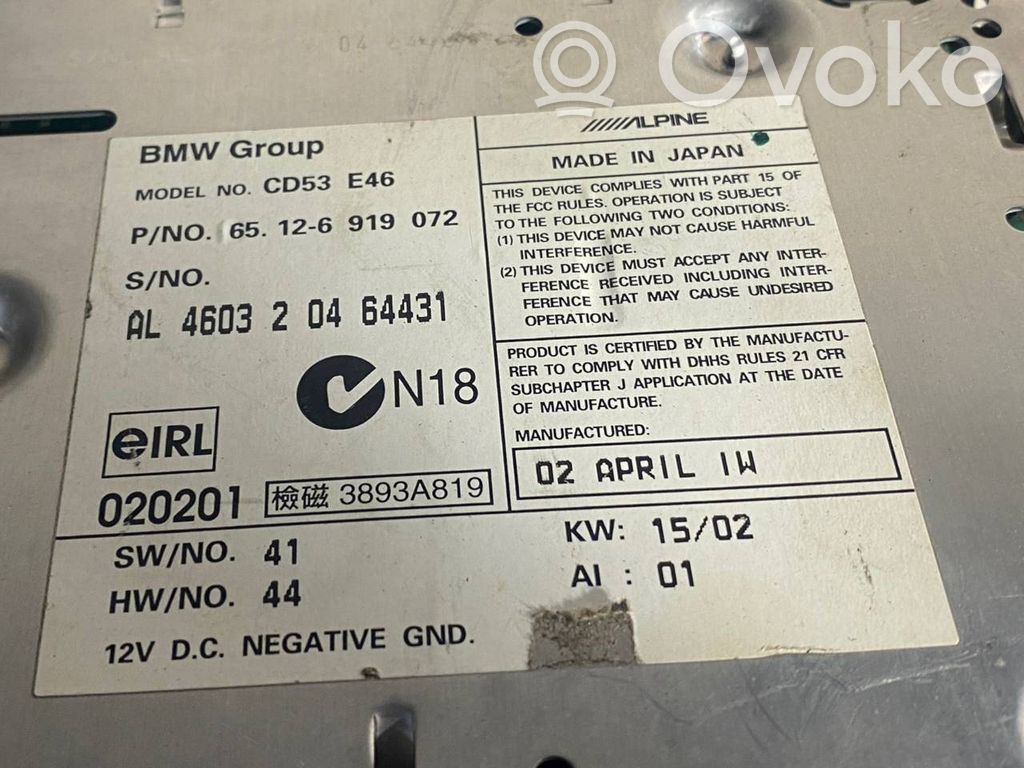 Ovoko
BMW Group
MODEL NO. CD53 E46
P/NO. 65. 12-6 919 072
S/NO.
AL 4603 2 04 64431
N18
eIRL
020201
檢磁 3893A819
SW/NO. 41
HW/NO. 44
12V D.C. NEGATIVE GND.
ALPINE
MADE IN JAPAN
THIS DEVICE COMPLIES WITH PART 15 OF
THE FCC RULES. OPERATION IS SUBJECT
TO THE FOLLOWING TWO CONDITIONS:
(1) THIS DEVICE MAY NOT CAUSE HARMFUL
INTERFERENCE.
(2) THIS DEVICE MUST ACCEPT ANY INTER-
FERENCE RECEIVED INCLUDING INTER-
FERENCE THAT MAY CAUSE UNDESIRED
OPERATION.
PRODUCT IS CERTIFIED BY THE MANUFACTU-
RER TO COMPLY WITH DHHS RULES 21 CFR
SUBCHAPTER J APPLICATION AT THE DATE
OF MANUFACTURE.
MANUFACTURED:
02 APRIL IW
KW: 15/02
AI : 01